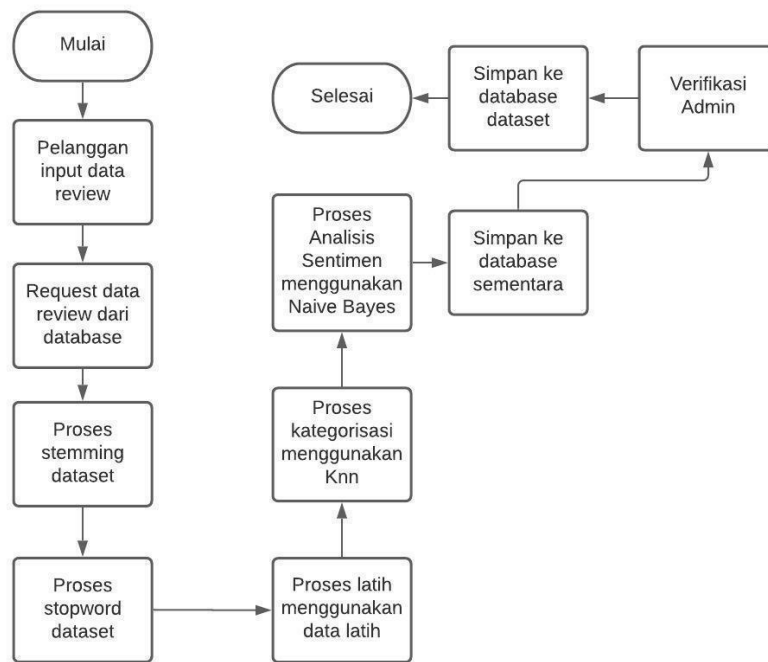 Mulai
Pelanggan
input data
review
Request data
review dari
database
Proses
stemming
dataset
Proses
stopword
dataset
Proses latih
menggunakan
data latih
Proses
kategorisasi
menggunakan
Knn
Proses
Analisis
Sentimen
menggunakan
Naive Bayes
Simpan ke
database
sementara
Verifikasi
Admin
Simpan ke
database
dataset
Selesai